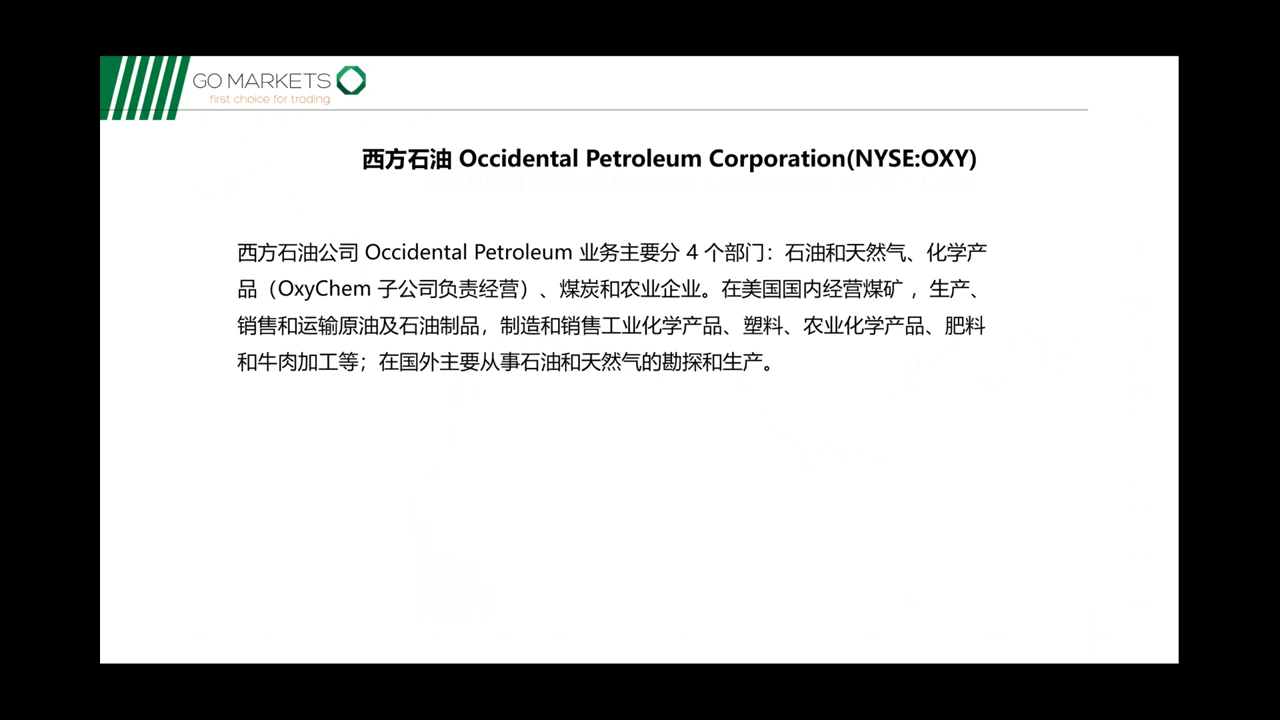 GO MARKETS
first choice for trading
西方石油 Occidental Petroleum Corporation(NYSE:OXY)
西方石油公司 Occidental Petroleum 业务主要分 4 个部门：石油和天然气、化学产
品（OxyChem 子公司负责经营）、煤炭和农业企业。在美国国内经营煤矿 ，生产、
销售和运输原油及石油制品，制造和销售工业化学产品、塑料、农业化学产品、肥料
和牛肉加工等；在国外主要从事石油和天然气的勘探和生产。